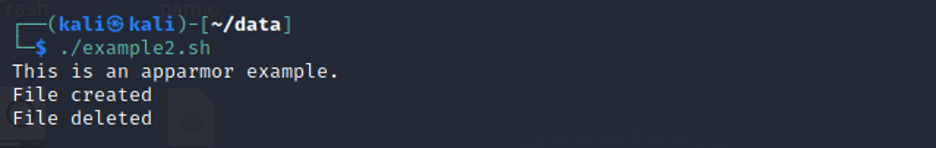 ┌──(kali㉿kali)-[~/data]
└─$ ./example2.sh
This is an apparmor example.
File created
File deleted